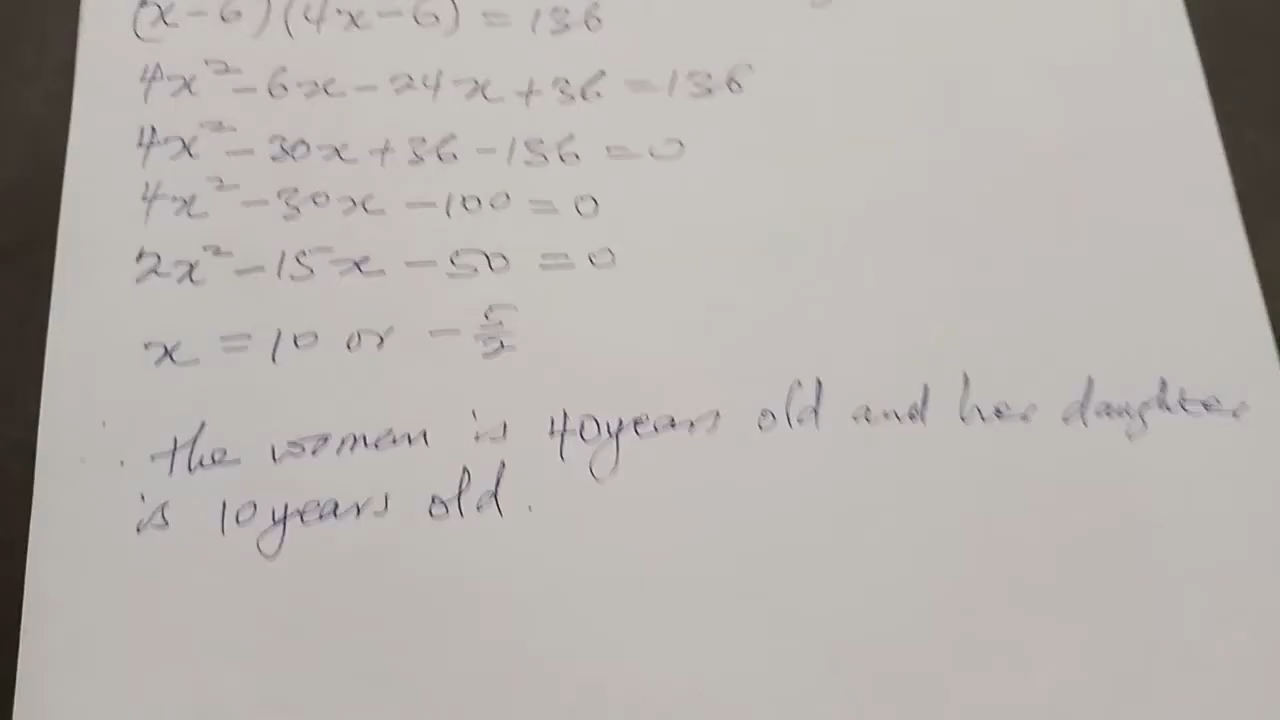 (x-6)(4x-6) = 136
4x² - 6x - 24x + 36 = 136
4x² - 30x + 36 - 136 = 0
4x² - 30x - 100 = 0
2x² - 15x - 50 = 0
x = 10 or - 5/2
∴ the woman is 40years old and her daughter
is 10years old.